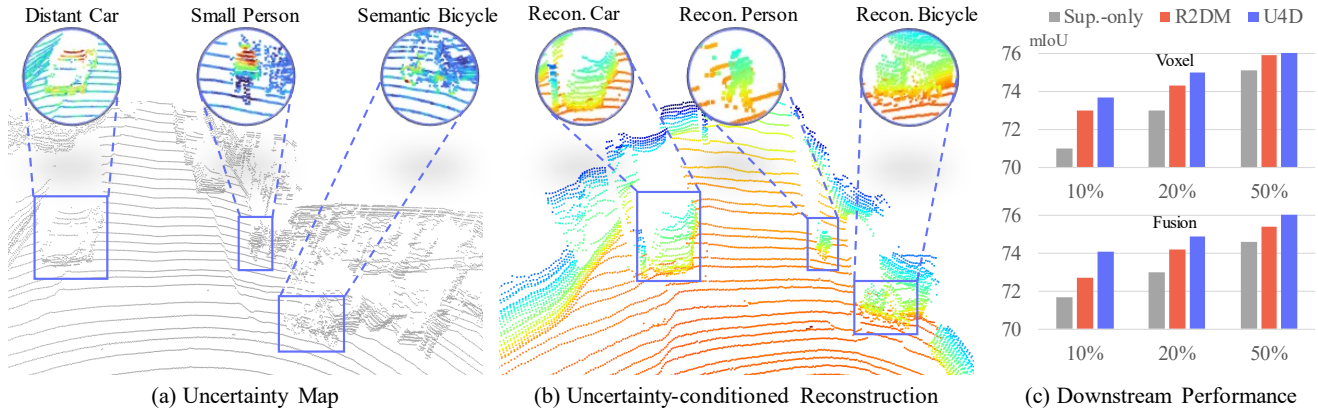 Distant Car
Small Person
Semantic Bicycle
Recon. Car
Recon. Person
Recon. Bicycle
Sup.-only
R2DM
U4D
mIoU
76
Voxel
74
72
70
10%
20%
50%
76
Fusion
74
72
70
10%
20%
50%
(a) Uncertainty Map
(b) Uncertainty-conditioned Reconstruction
(c) Downstream Performance